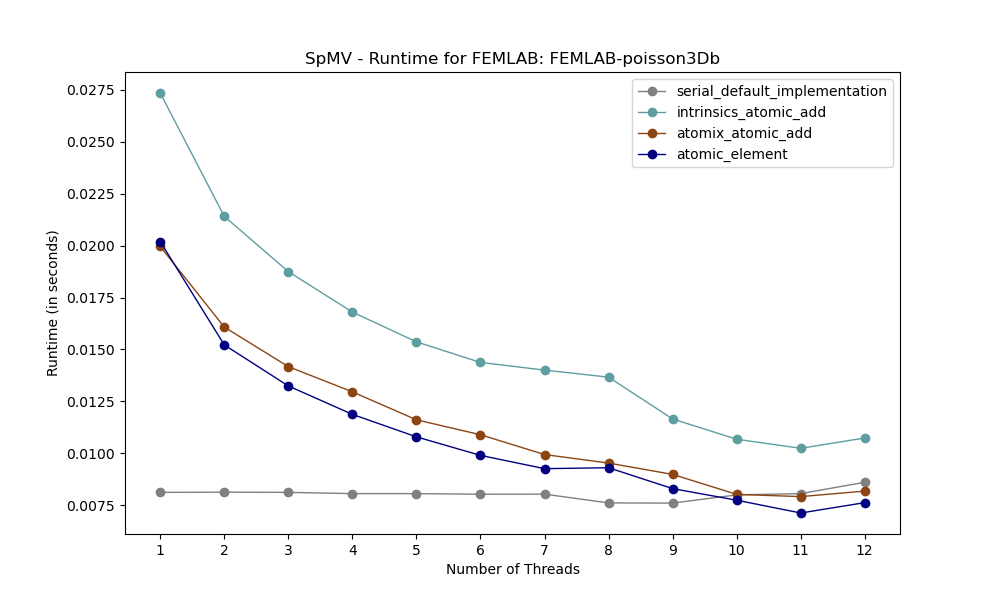 SpMV - Runtime for FEMLAB: FEMLAB-poisson3Db
serial_default_implementation
intrinsics_atomic_add
atomix_atomic_add
atomic_element
Runtime (in seconds)
0.0275
0.0250
0.0225
0.0200
0.0175
0.0150
0.0125
0.0100
0.0075
1 2 3 4 5 6 7 8 9 10 11 12
Number of Threads